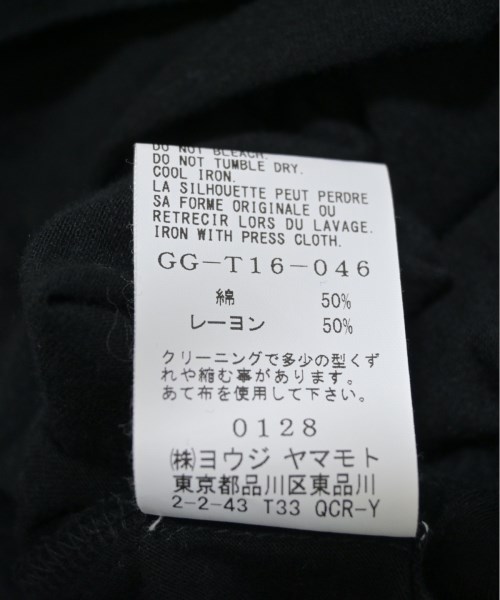 DO NOT BLEACH.
DO NOT TUMBLE DRY.
COOL IRON.
LA SILHOUETTE PEUT PERDRE
SA FORME ORIGINALE OU
RETRECIR LORS DU LAVAGE.
IRON WITH PRESS CLOTH.
GG-T16-046
綿 50%
レーヨン 50%
クリーニングで多少の型くず
れや縮む事があります。
あて布を使用して下さい。
0128
㈱ヨウジ ヤマモト
東京都品川区東品川
2-2-43 T33 QCR-Y